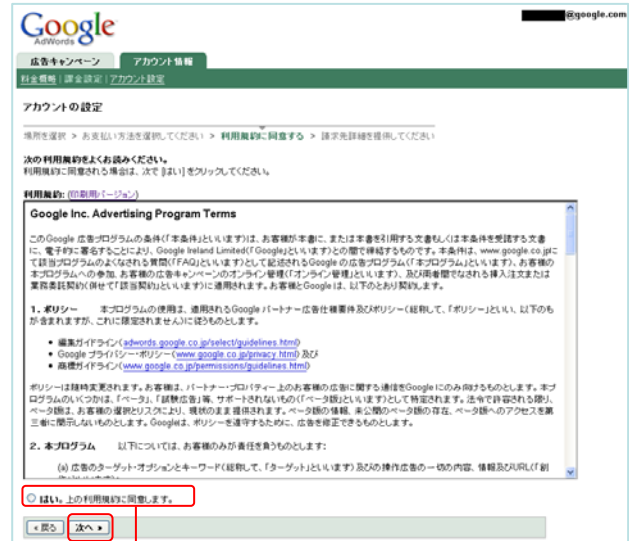 @google.com
Google
AdWords
広告キャンペーン アカウント情報
料金概略 | 課金設定 | アカウント設定
アカウントの設定
場所を選択 > お支払い方法を選択してください > 利用規約に同意する > 請求先詳細を提供してください
次の利用規約をよくお読みください。
利用規約に同意される場合は、次で [はい] をクリックしてください。
利用規約: (印刷用バージョン)
Google Inc. Advertising Program Terms
このGoogle 広告プログラムの条件(「本条件」といいます)は、お客様が本書に、または本書を引用する文書もしくは本条件を受諾する文書
に、電子的に署名することにより、Google Ireland Limited(「Google」といいます)との間で締結するものです。本条件は、www.google.co.jpに
て該当プログラムのよくなされる質問(「FAQ」といいます)として記述されるGoogle の広告プログラム(「本プログラム」といいます)、お客様の
本プログラムへの参加、お客様の広告キャンペーンのオンライン管理(「オンライン管理」といいます)、及び両者間でなされる挿入注文または
業務委託契約(併せて「該当契約」といいます)に適用されます。お客様とGoogle は、以下のとおり契約します。
1. ポリシー 本プログラムの使用は、適用されるGoogle パートナー広告仕様要件及びポリシー(総称して、「ポリシー」といい、以下のも
が含まれますが、これに限定されません)に従うものとします。
• 編集ガイドライン(adwords.google.co.jp/select/guidelines.html)
• Google プライバシー・ポリシー(www.google.co.jp/privacy.html) 及び
• 商標ガイドライン(www.google.co.jp/permissions/guidelines.html)
ポリシーは随時変更されます。お客様は、パートナー・プロパティー上のお客様の広告に関する通信をGoogle にのみ向けるものとします。本プ
ログラムのいくつかは、「ベータ」、「試験広告」等、サポートされないもの(「ベータ版」といいます)として特定されます。法令で許容される限り、
ベータ版は、お客様の選択とリスクにより、現状のまま提供されます。ベータ版の情報、未公開のベータ版の存在、ベータ版へのアクセスを第
三者に開示しないものとします。Googleは、ポリシーを遵守するために、広告を修正できるものとします。
2. 本プログラム 以下については、お客様のみが責任を負うものとします:
(a) 広告のターゲット・オプションとキーワード(総称して、「ターゲット」といいます) 及びの操作広告の一切の内容、情報及びURL(「創
はい。上の利用規約に同意します。
«戻る 次へ »